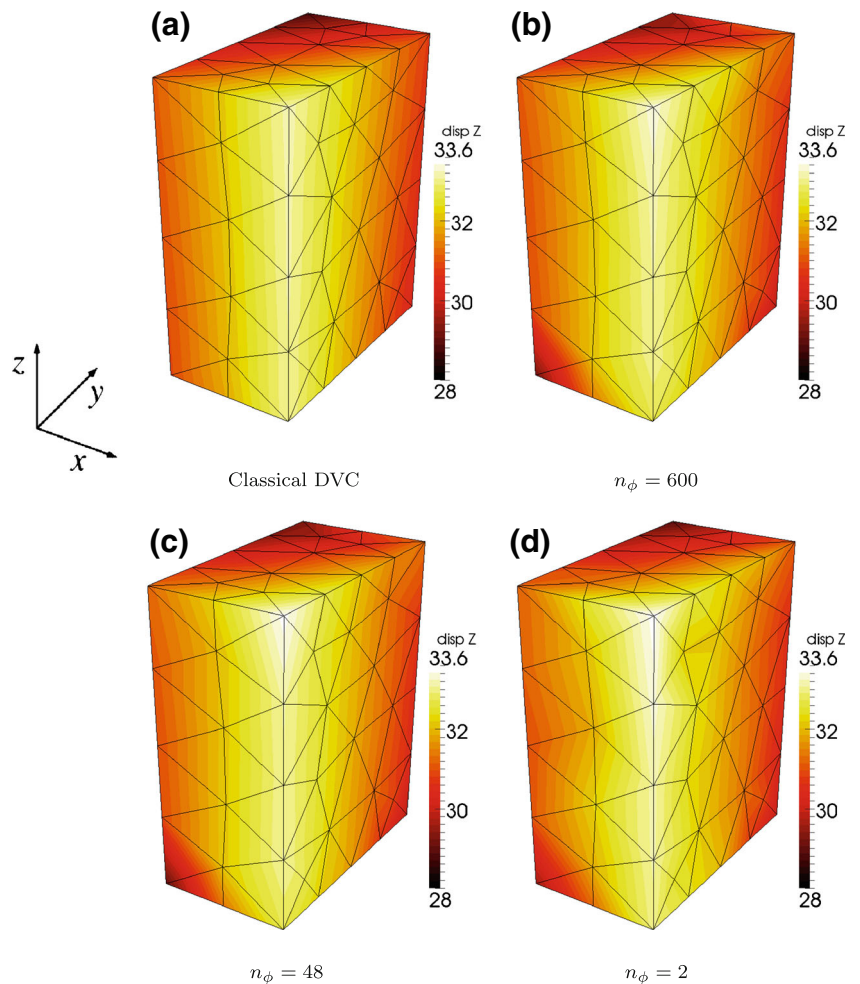 (a)
(b)
disp Z
33.6
32
30
28
disp Z
33.6
32
30
28
z
y
x
Classical DVC
nϕ = 600
(c)
(d)
disp Z
33.6
32
30
28
disp Z
33.6
32
30
28
nϕ = 48
nϕ = 2